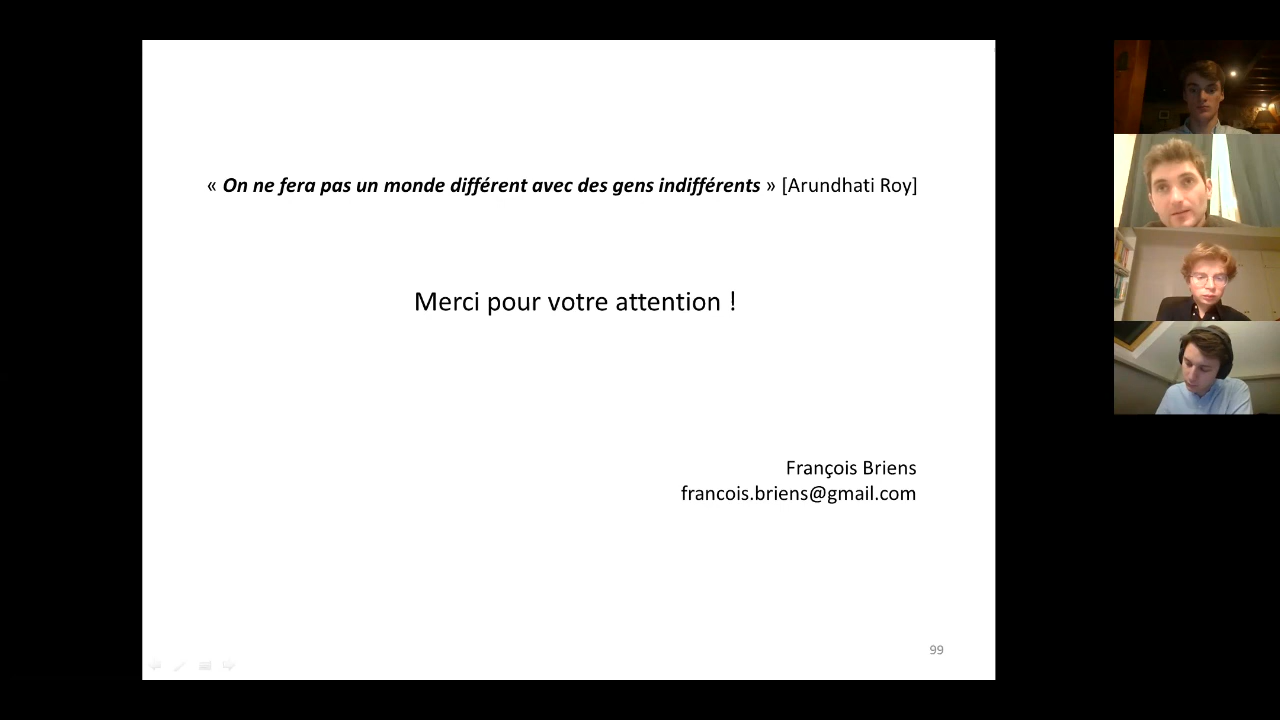 « On ne fera pas un monde différent avec des gens indifférents » [Arundhati Roy]
Merci pour votre attention !
François Briens
francois.briens@gmail.com
99